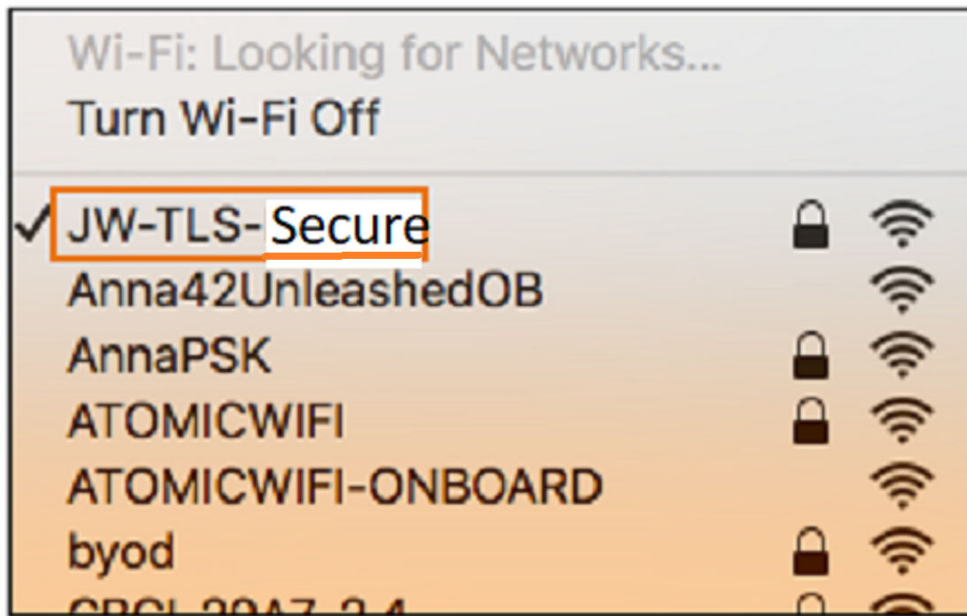 Wi-Fi: Looking for Networks...
Turn Wi-Fi Off
JW-TLS-Secure
Anna42UnleashedOB
AnnaPSK
ATOMICWIFI
ATOMICWIFI-ONBOARD
byod